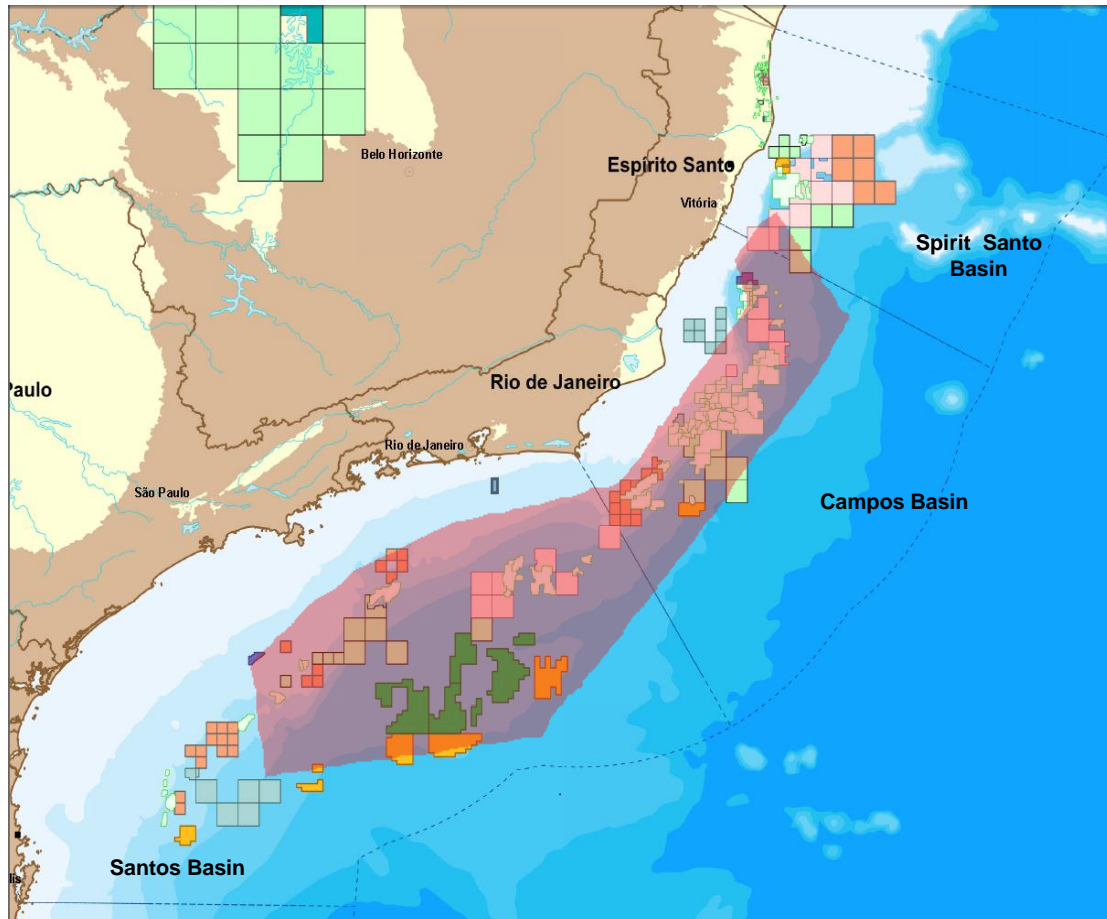 Belo Horizonte
Espírito Santo
Vitória
Spirit Santo
Basin
Rio de Janeiro
Paulo
Rio de Janeiro
São Paulo
Campos Basin
Santos Basin
lis